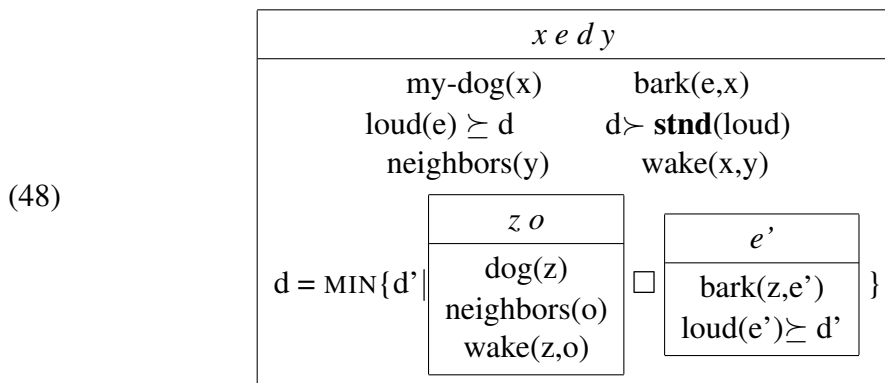 x e d y
my-dog(x) bark(e,x)
loud(e) ⪰ d d≻ stnd(loud)
neighbors(y) wake(x,y)
(48)
z o
e’
d = MIN{d’| dog(z) neighbors(o) wake(z,o) □ bark(z,e’) loud(e’)⪰ d’ }